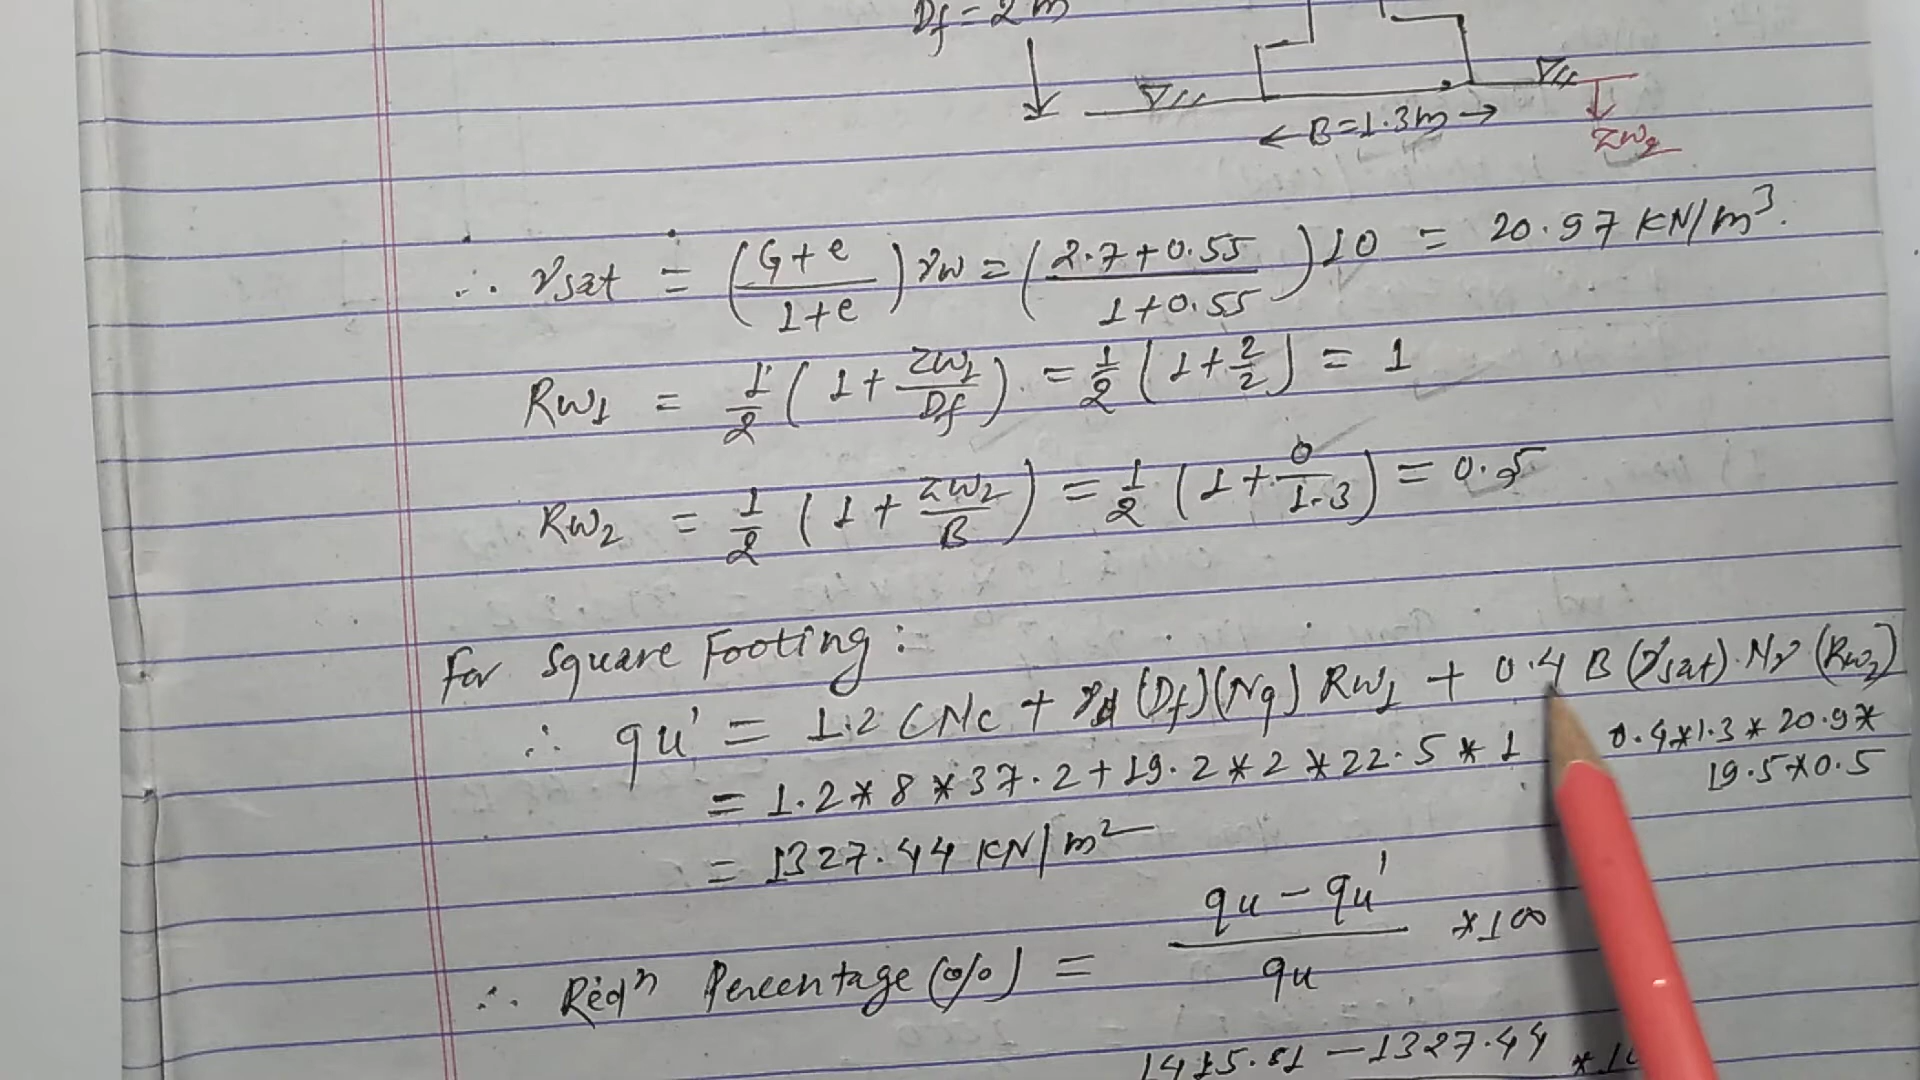 Df = 2 m
← B=1.3m →
Zw₂
∴ γsat = (G+e / 1+e) γw = (2.7+0.55 / 1+0.55) 10 = 20.97 KN/m³.
Rw₁ = 1/2 (1 + Zw₁/Df) = 1/2 (1 + 2/2) = 1
Rw₂ = 1/2 (1 + Zw₂/B) = 1/2 (1 + 0/1.3) = 0.5
For Square Footing :
∴ qu' = 1.2 CNc + γd (Df)(Nq) Rw₁ + 0.4 B (γsat). Nγ (Rw₂)
= 1.2 * 8 * 37.2 + 19.2 * 2 * 22.5 * 1 0.4*1.3 * 20.9*
19.5*0.5
= 1327.44 KN/m²
∴ Redⁿ Percentage (%) = qu - qu' / qu *100
1415.81 - 1327.44